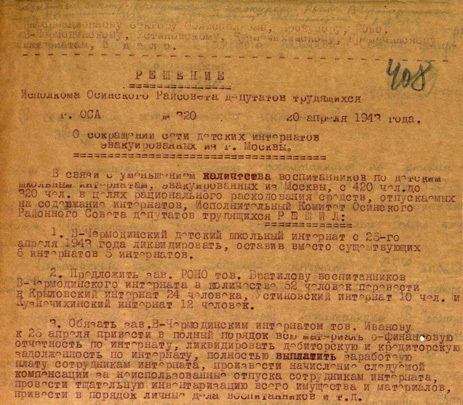 408
РЕШЕНИЕ
Исполкома Осинского Райсовета депутатов трудящихся
г. ОСА № 320 20 апреля 1943 года.
О сокращении сети детских интернатов
эвакуированных из г. Москвы.
В связи с уменьшением количества воспитанников по детским
школьным интернатам, эвакуированных из Москвы, с 420 чел. до
320 чел. в целях рационального расходования средств, отпускаемых
на содержание интернатов, Исполнительный Комитет Осинского
Районного Совета депутатов трудящихся РЕШИЛ:
1. В-Чермодинский детский школьный интернат с 25-го
апреля 1943 года ликвидировать, оставив вместо существующих
6 интернатов 5 интернатов.
2. Предложить зав. РОНО тов. Братилову воспитанников
В-Чермодинского интерната в количестве человека перевести
в Крыловский интернат 24 человека, Устиновский интернат 10 чел. и
интернат 12 человек.
3. Обязать зав. В-Чермодинским интернатом тов. Иванову
к 25 апреля привести в полный порядок всю финансовую
отчетность по интернату, ликвидировать дебиторскую и кредиторскую
задолженность по интернату, полностью выплатить заработную
плату сотрудникам интерната, произвести начисление следуемой
компенсации за неиспользованные отпуска сотрудникам интерната,
провести тщательную инвентаризацию всего имущества и материалов,
привести в порядок личные дела воспитанников и т.д.